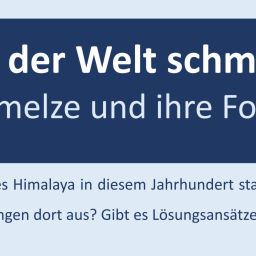 der Welt schm
melze und ihre Fo
es Himalaya in diesem Jahrhundert sta
ngen dort aus? Gibt es Lösungsansätze